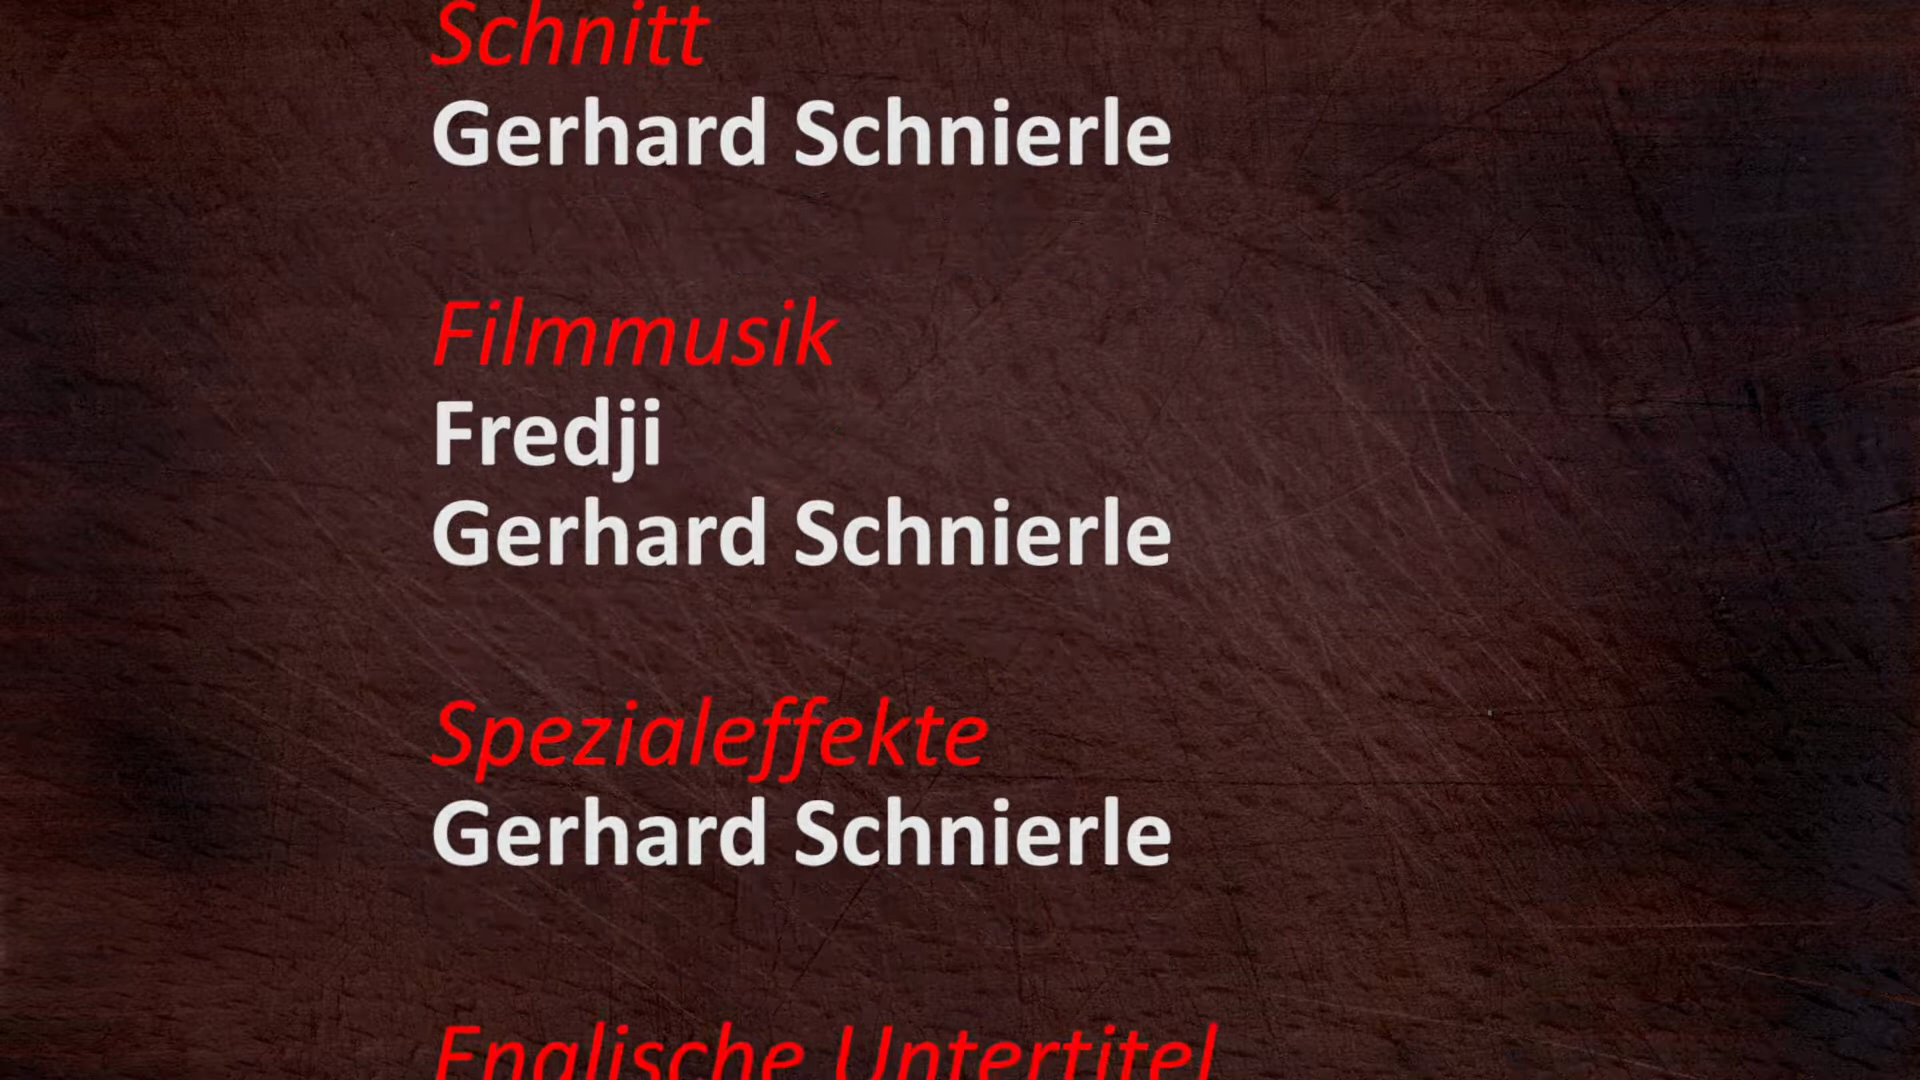 Schnitt
Gerhard Schnierle
Filmmusik
Fredji
Gerhard Schnierle
Spezialeffekte
Gerhard Schnierle
Englische Untertitel